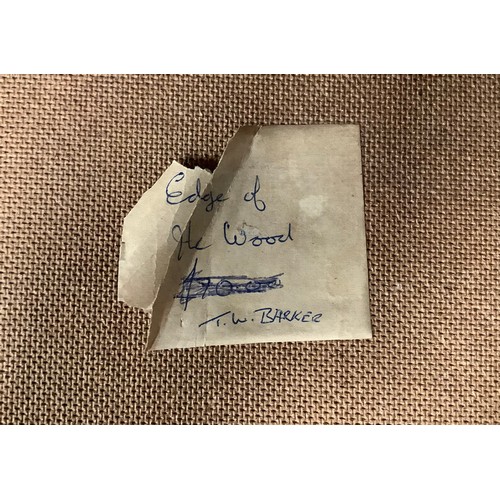 Edge of
the Wood
T.W. BARKER